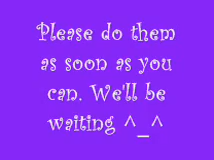 Please do them
as soon as you
can. We'll be
waiting ^_^